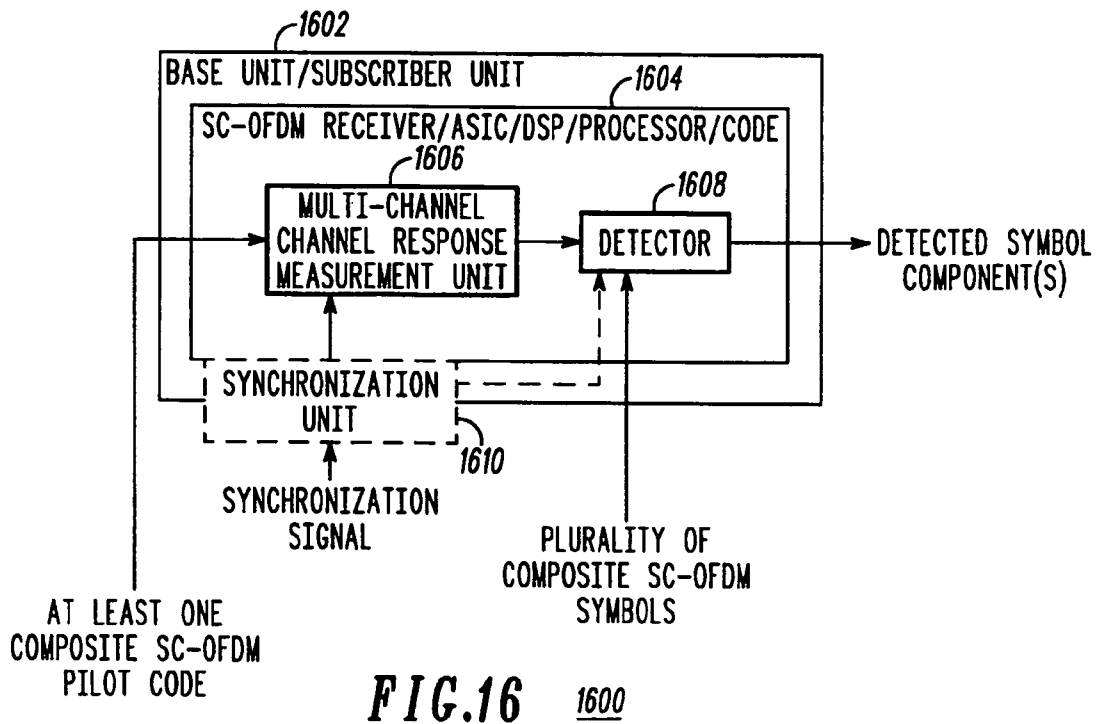 1602
BASE UNIT/SUBSCRIBER UNIT
1604
SC-OFDM RECEIVER/ASIC/DSP/PROCESSOR/CODE
1606
MULTI-CHANNEL
CHANNEL RESPONSE
MEASUREMENT UNIT
1608
DETECTOR
DETECTED SYMBOL
COMPONENT(S)
SYNCHRONIZATION
UNIT
1610
SYNCHRONIZATION
SIGNAL
PLURALITY OF
COMPOSITE SC-OFDM
SYMBOLS
AT LEAST ONE
COMPOSITE SC-OFDM
PILOT CODE
FIG.16 1600